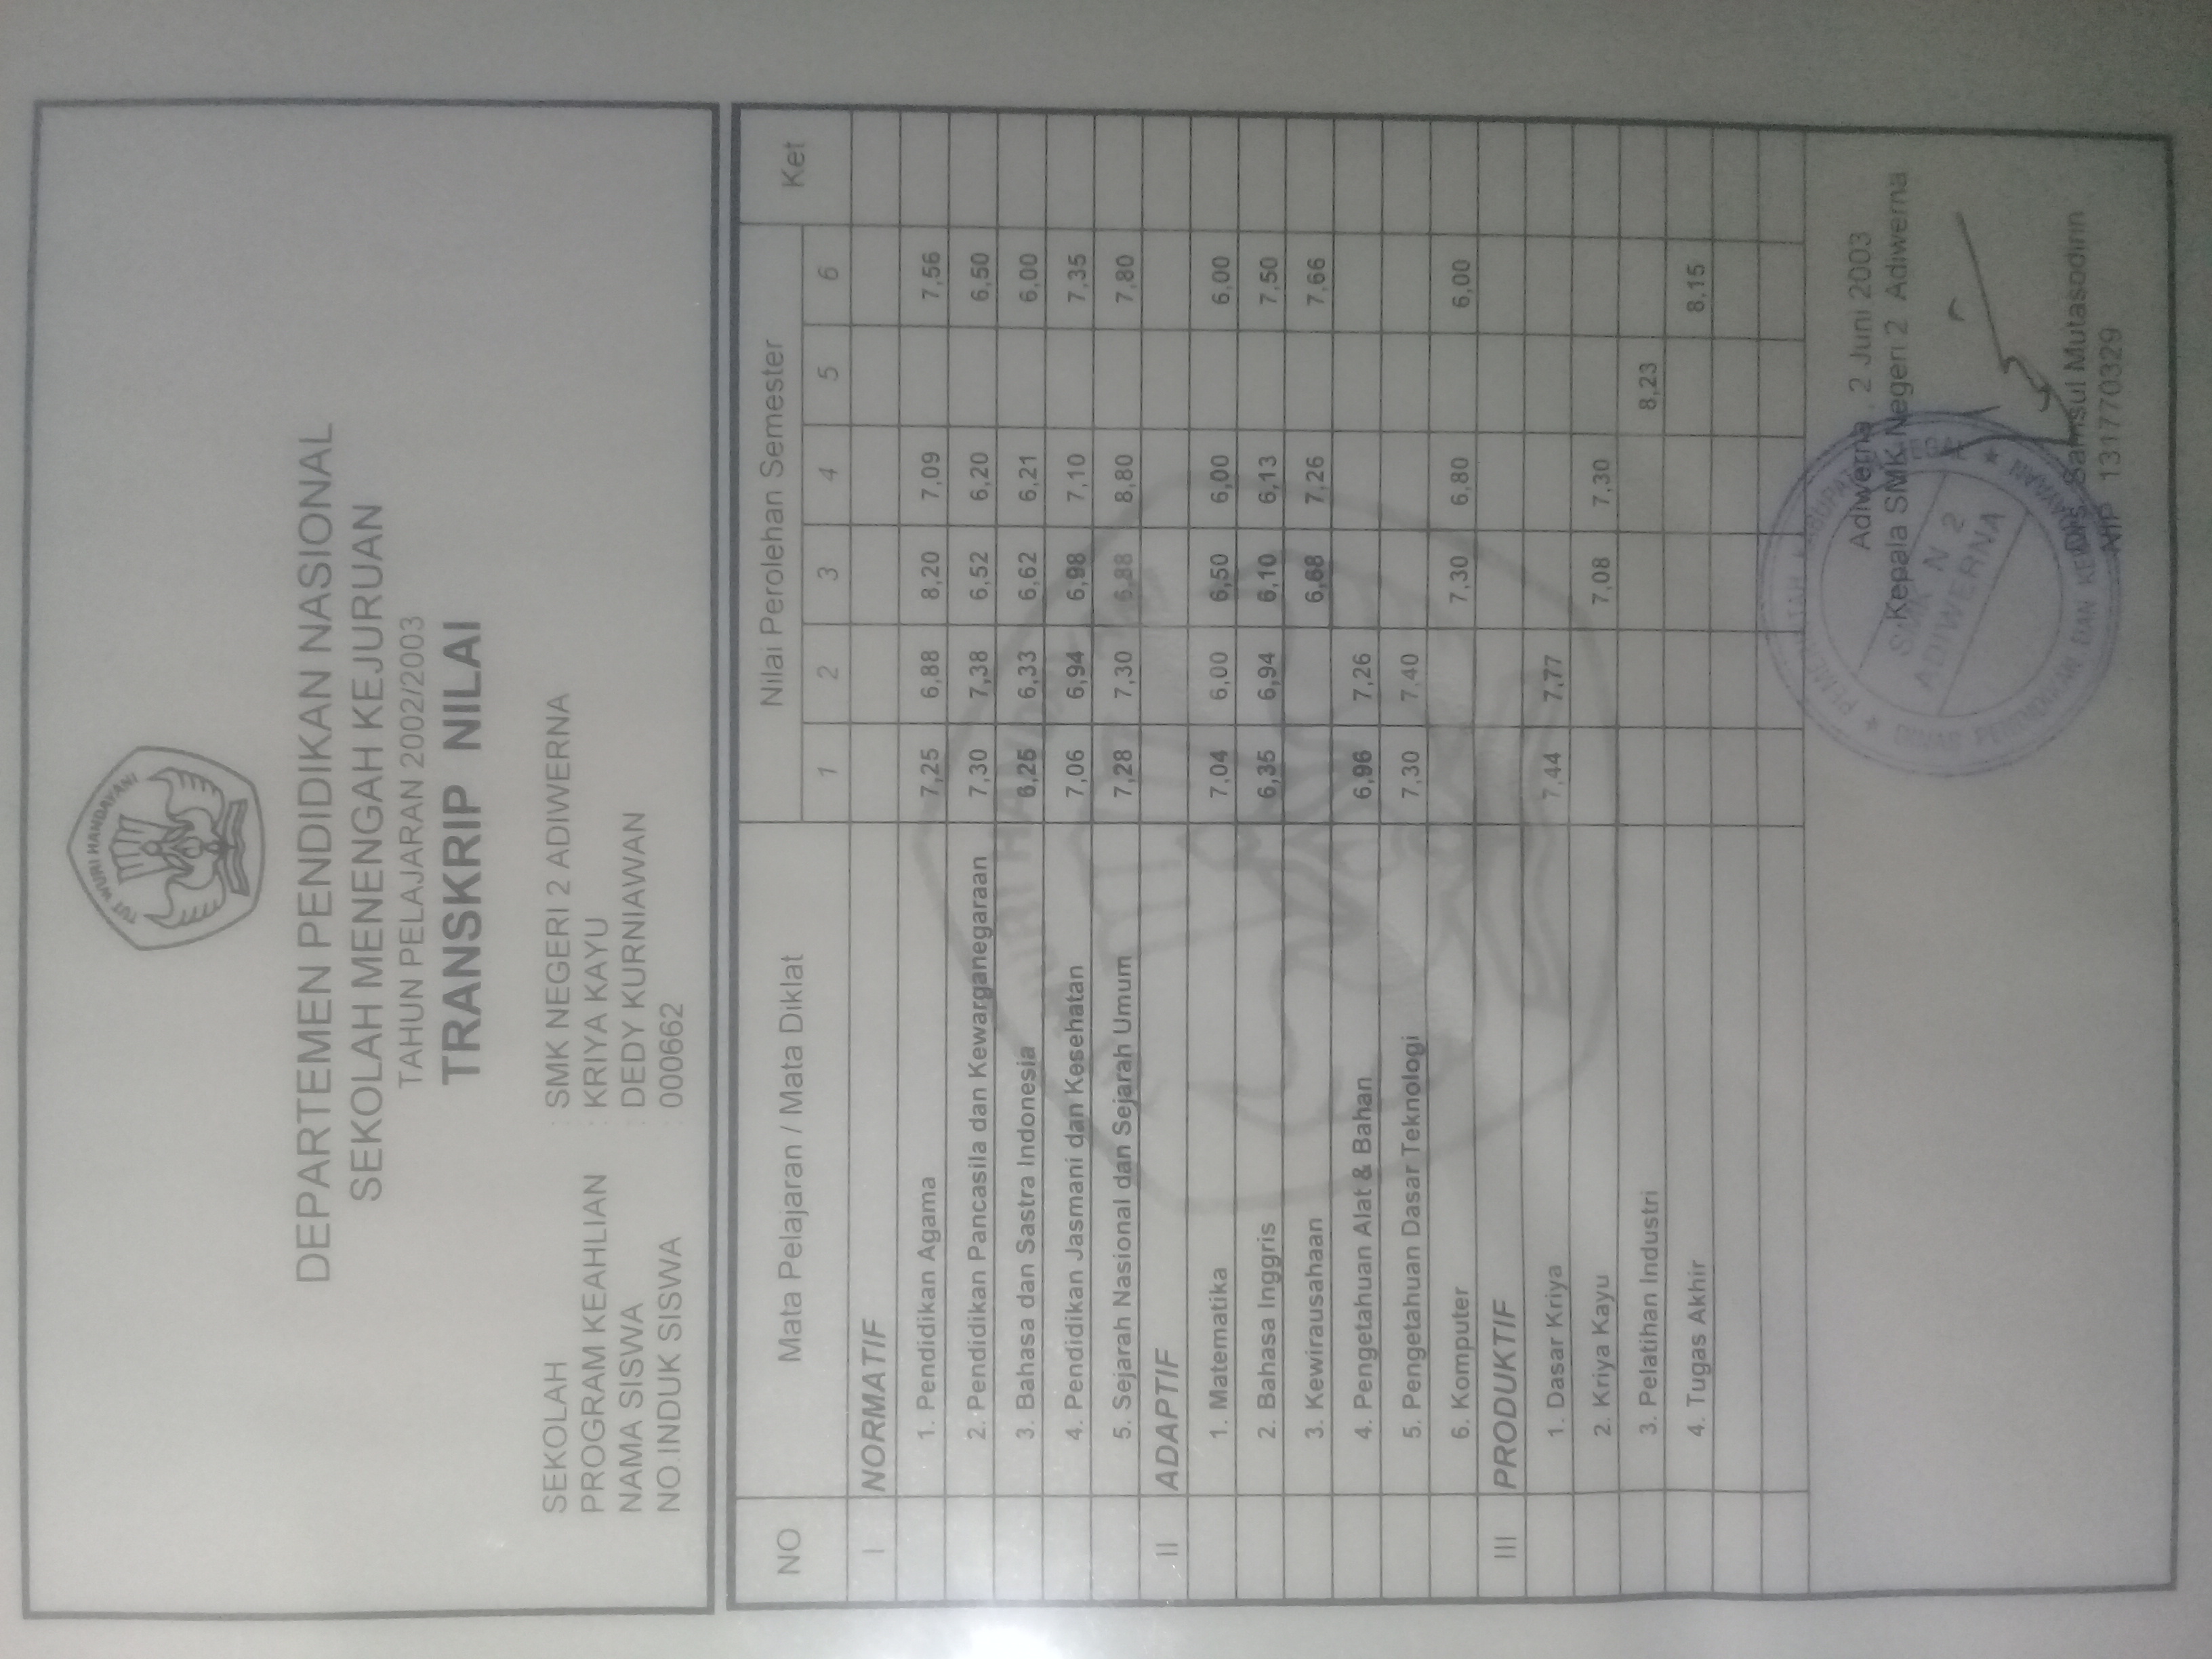 TUT WURI HANDAYANI
DEPARTEMEN PENDIDIKAN NASIONAL
SEKOLAH MENENGAH KEJURUAN
TAHUN PELAJARAN 2002/2003
TRANSKRIP NILAI
SEKOLAH : SMK NEGERI 2 ADIWERNA
PROGRAM KEAHLIAN : KRIYA KAYU
NAMA SISWA : DEDY KURNIAWAN
NO.INDUK SISWA : 000662
NO Mata Pelajaran / Mata Diklat Nilai Perolehan Semester Ket
1 2 3 4 5 6
I NORMATIF
1. Pendidikan Agama 7,25 6,88 8,20 7,09 7,56
2. Pendidikan Pancasila dan Kewarganegaraan 7,30 7,38 6,52 6,20 6,50
3. Bahasa dan Sastra Indonesia 6,25 6,33 6,62 6,21 6,00
4. Pendidikan Jasmani dan Kesehatan 7,06 6,94 6,98 7,10 7,35
5. Sejarah Nasional dan Sejarah Umum 7,28 7,30 6,88 8,80 7,80
II ADAPTIF
1. Matematika 7,04 6,00 6,50 6,00 6,00
2. Bahasa Inggris 6,35 6,94 6,10 6,13 7,50
3. Kewirausahaan 6,68 7,26 7,66
4. Pengetahuan Alat & Bahan 6,96 7,26
5. Pengetahuan Dasar Teknologi 7,30 7,40
6. Komputer 7,30 6,80 6,00
III PRODUKTIF
1. Dasar Kriya 7,44 7,77
2. Kriya Kayu 7,08 7,30
3. Pelatihan Industri 8,23
4. Tugas Akhir 8,15
Adiwerna , 2 Juni 2003
Kepala SMK Negeri 2 Adiwerna
PEMERINTAH KABUPATEN TEGAL
SMK N 2
ADIWERNA
DINAS PENDIDIKAN DAN KEBUDAYAAN
Drs. Samsul Mutasodirin
NIP 131770329